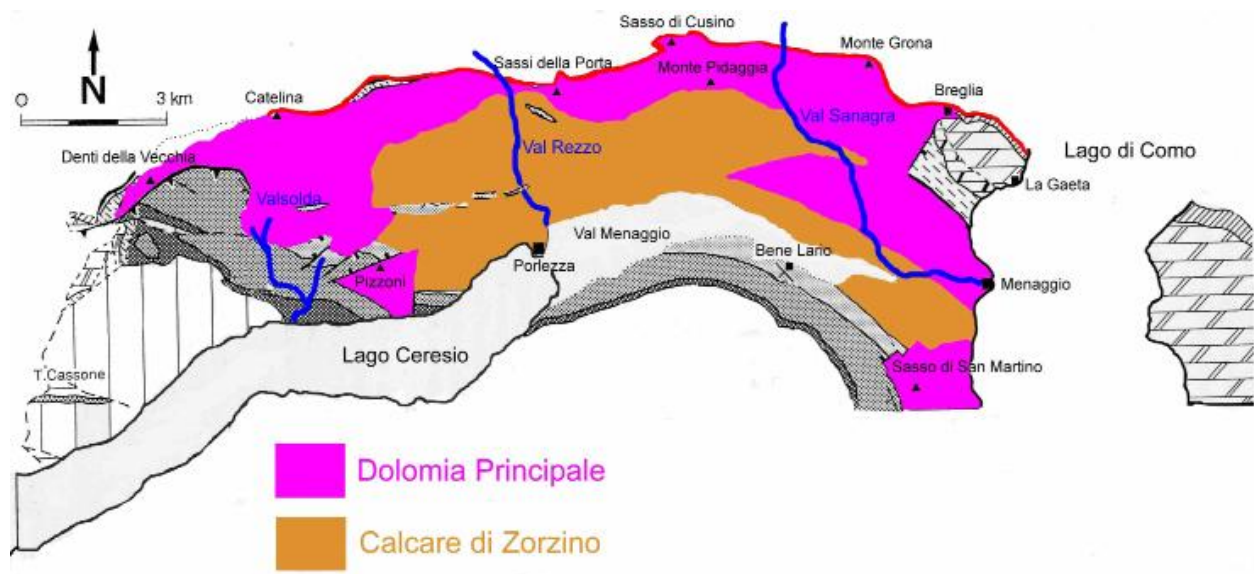 Sasso di Cusino
Monte Grona
Sassi della Porta
Monte Pidaggia
O
N
3 km
Catelina
Breglia
Val Sanagra
Val Rezzo
Lago di Como
Denti della Vecchia
La Gaeta
Valsolda
Val Menaggio
Bene Lario
Porlezza
Pizzoni
Menaggio
Lago Ceresio
Sasso di San Martino
T.Cassone
Dolomia Principale
Calcare di Zorzino